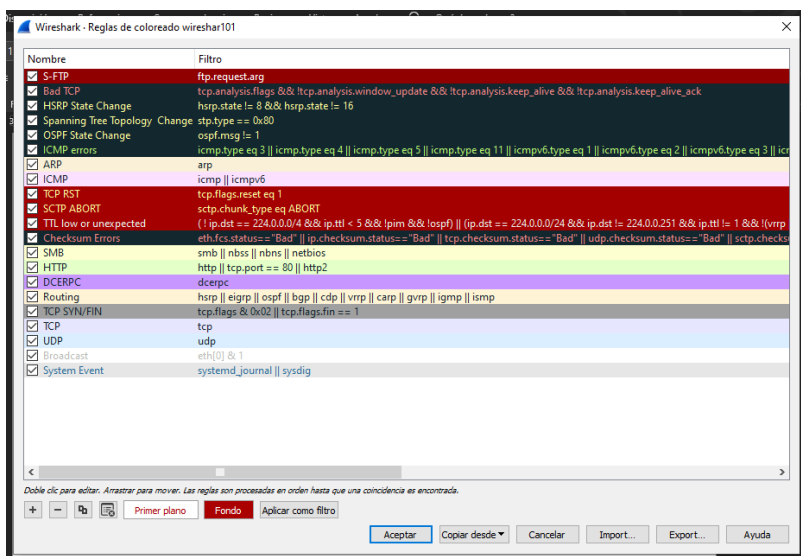 Wireshark · Reglas de coloreado wireshar101
Nombre Filtro
S-FTP ftp.request.arg
Bad TCP tcp.analysis.flags && !tcp.analysis.window_update && !tcp.analysis.keep_alive && !tcp.analysis.keep_alive_ack
HSRP State Change hsrp.state != 8 && hsrp.state != 16
Spanning Tree Topology Change stp.type == 0x80
OSPF State Change ospf.msg != 1
ICMP errors icmp.type eq 3 || icmp.type eq 4 || icmp.type eq 5 || icmp.type eq 11 || icmpv6.type eq 1 || icmpv6.type eq 2 || icmpv6.type eq 3 || icr
ARP arp
ICMP icmp || icmpv6
TCP RST tcp.flags.reset eq 1
SCTP ABORT sctp.chunk_type eq ABORT
TTL low or unexpected ( ! ip.dst == 224.0.0.0/4 && ip.ttl < 5 && !pim && !ospf) || (ip.dst == 224.0.0.0/24 && ip.dst != 224.0.0.251 && ip.ttl != 1 && !(vrrp
Checksum Errors eth.fcs.status=="Bad" || ip.checksum.status=="Bad" || tcp.checksum.status=="Bad" || udp.checksum.status=="Bad" || sctp.checks
SMB smb || nbss || nbns || netbios
HTTP http || tcp.port == 80 || http2
DCERPC dcerpc
Routing hsrp || eigrp || ospf || bgp || cdp || vrrp || carp || gvrp || igmp || ismp
TCP SYN/FIN tcp.flags & 0x02 || tcp.flags.fin == 1
TCP tcp
UDP udp
Broadcast eth[0] & 1
System Event systemd_journal || sysdig
Doble clic para editar. Arrastrar para mover. Las reglas son procesadas en orden hasta que una coincidencia es encontrada.
Primer plano Fondo Aplicar como filtro
Aceptar Copiar desde Cancelar Import... Export... Ayuda